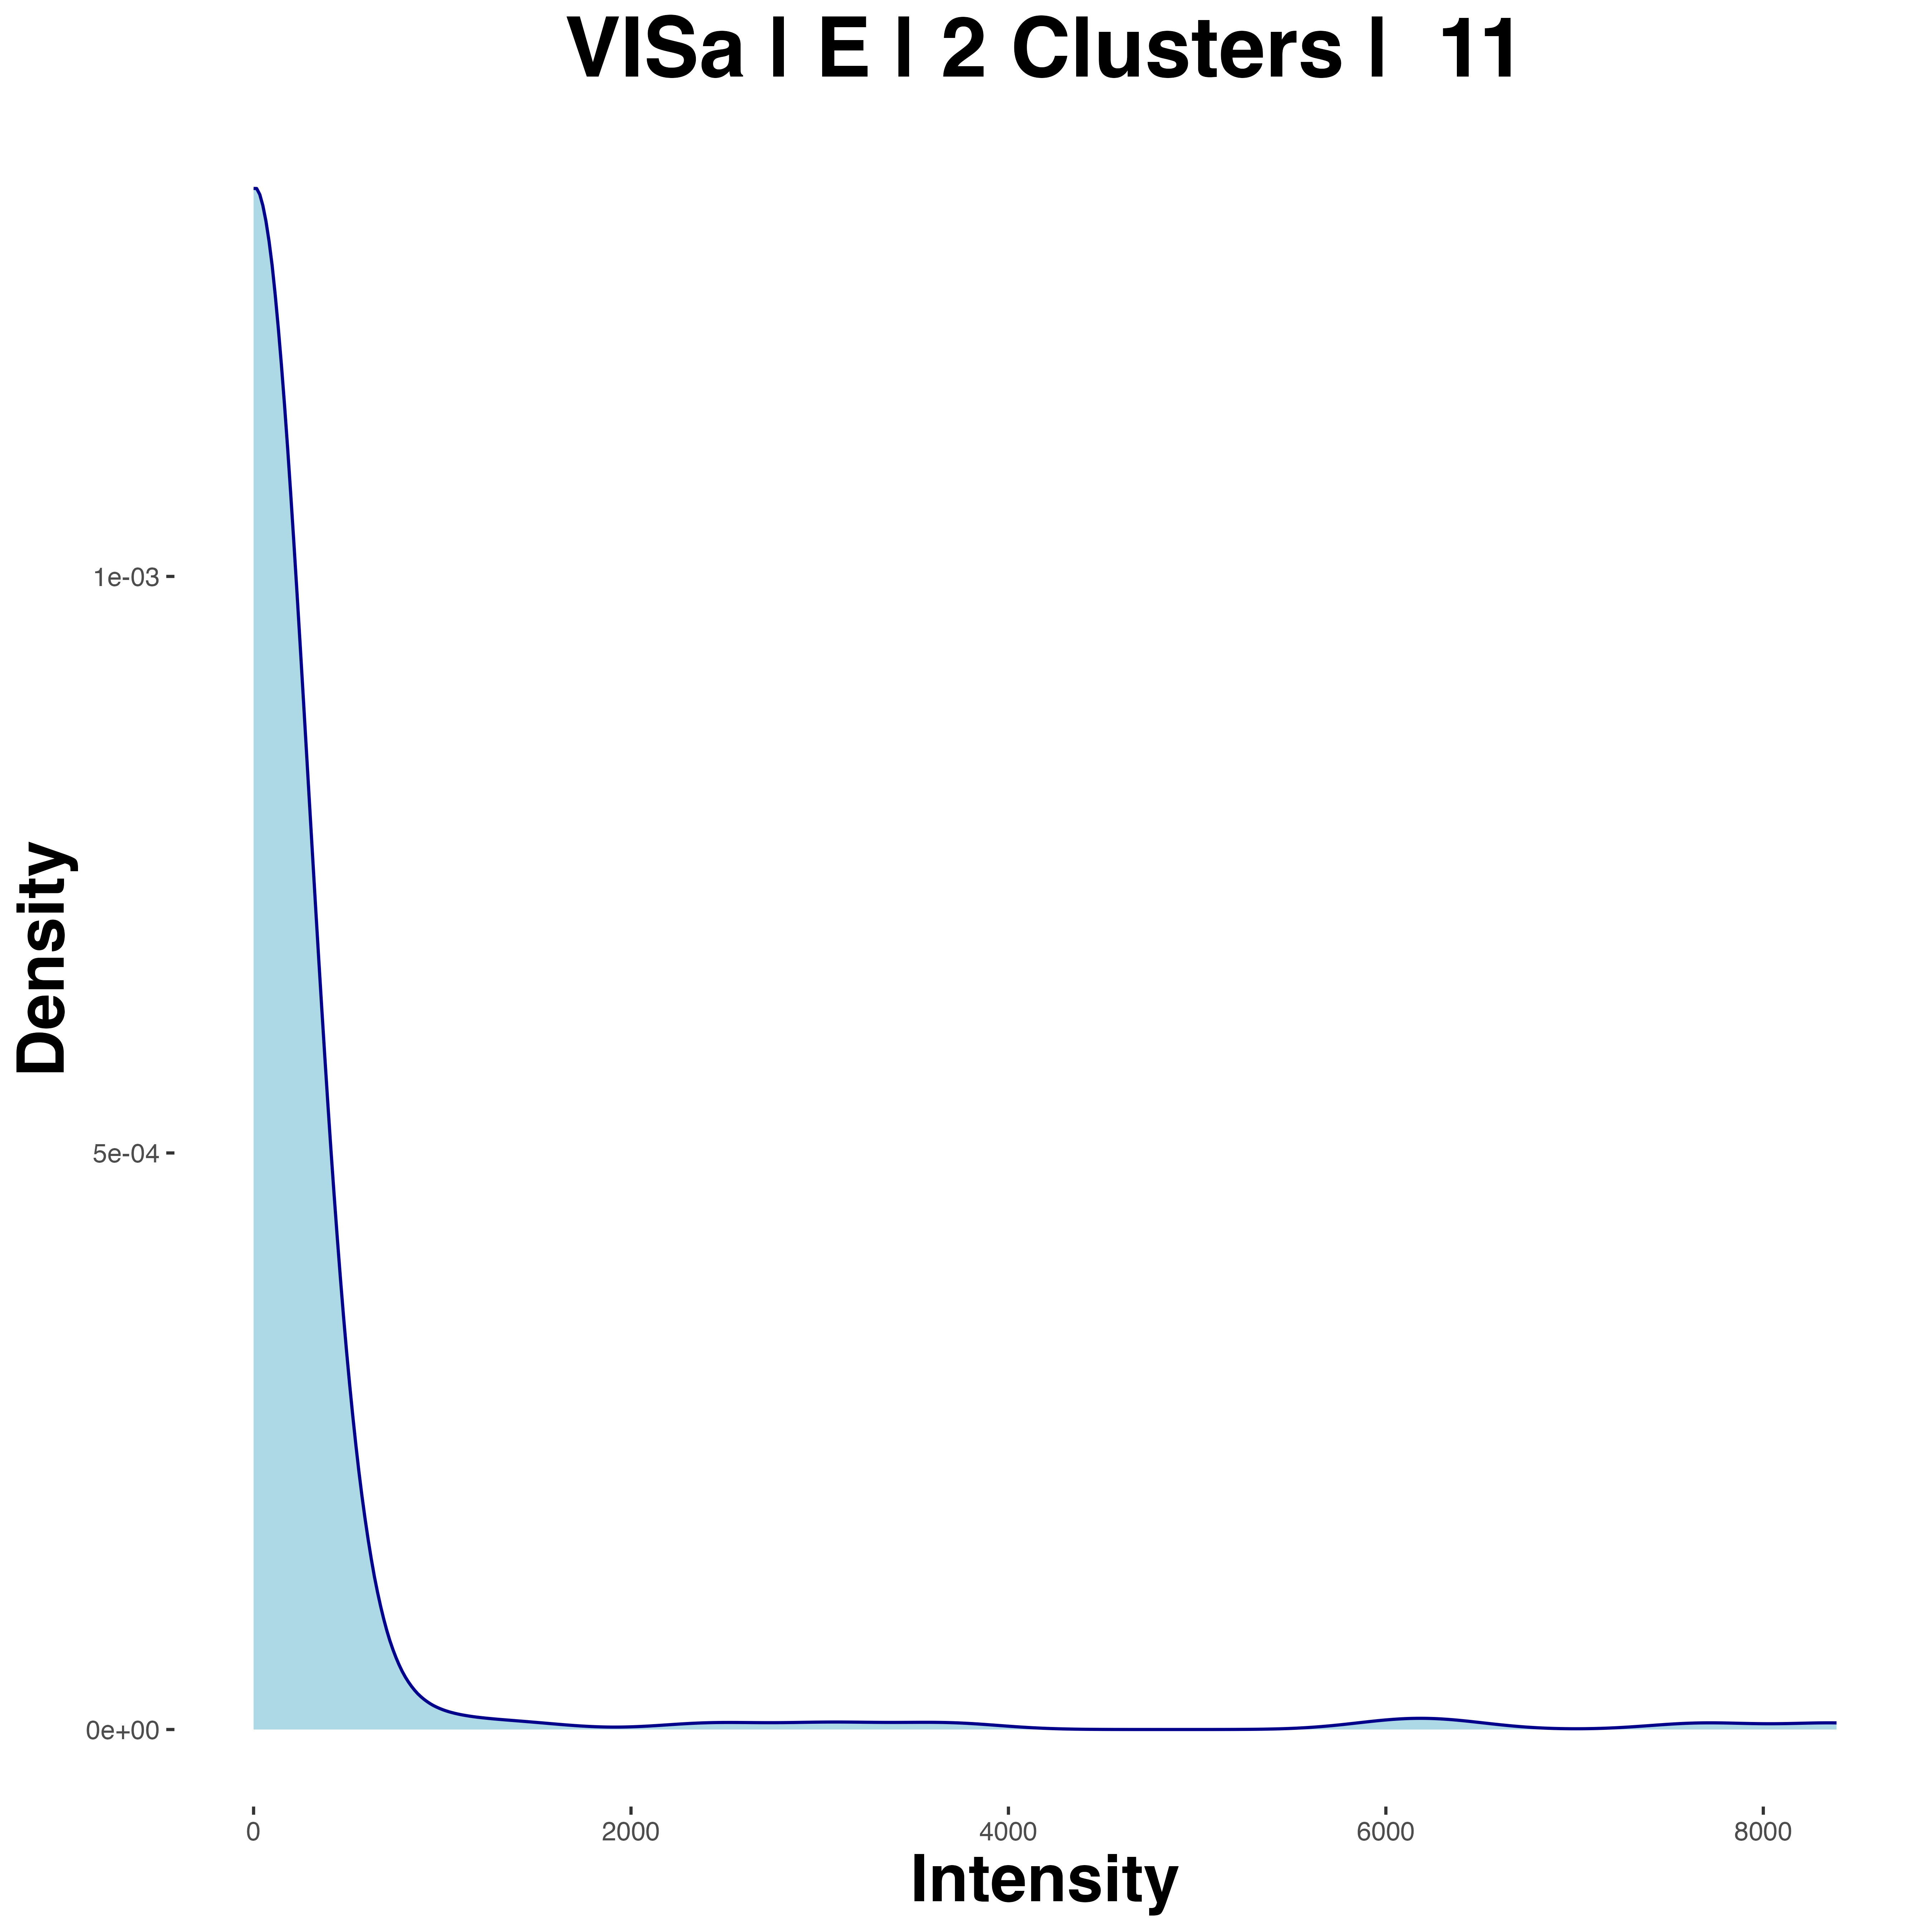 VISa | E | 2 Clusters |  11
Density
1e-03
5e-04
0e+00
0 2000 4000 6000 8000
Intensity